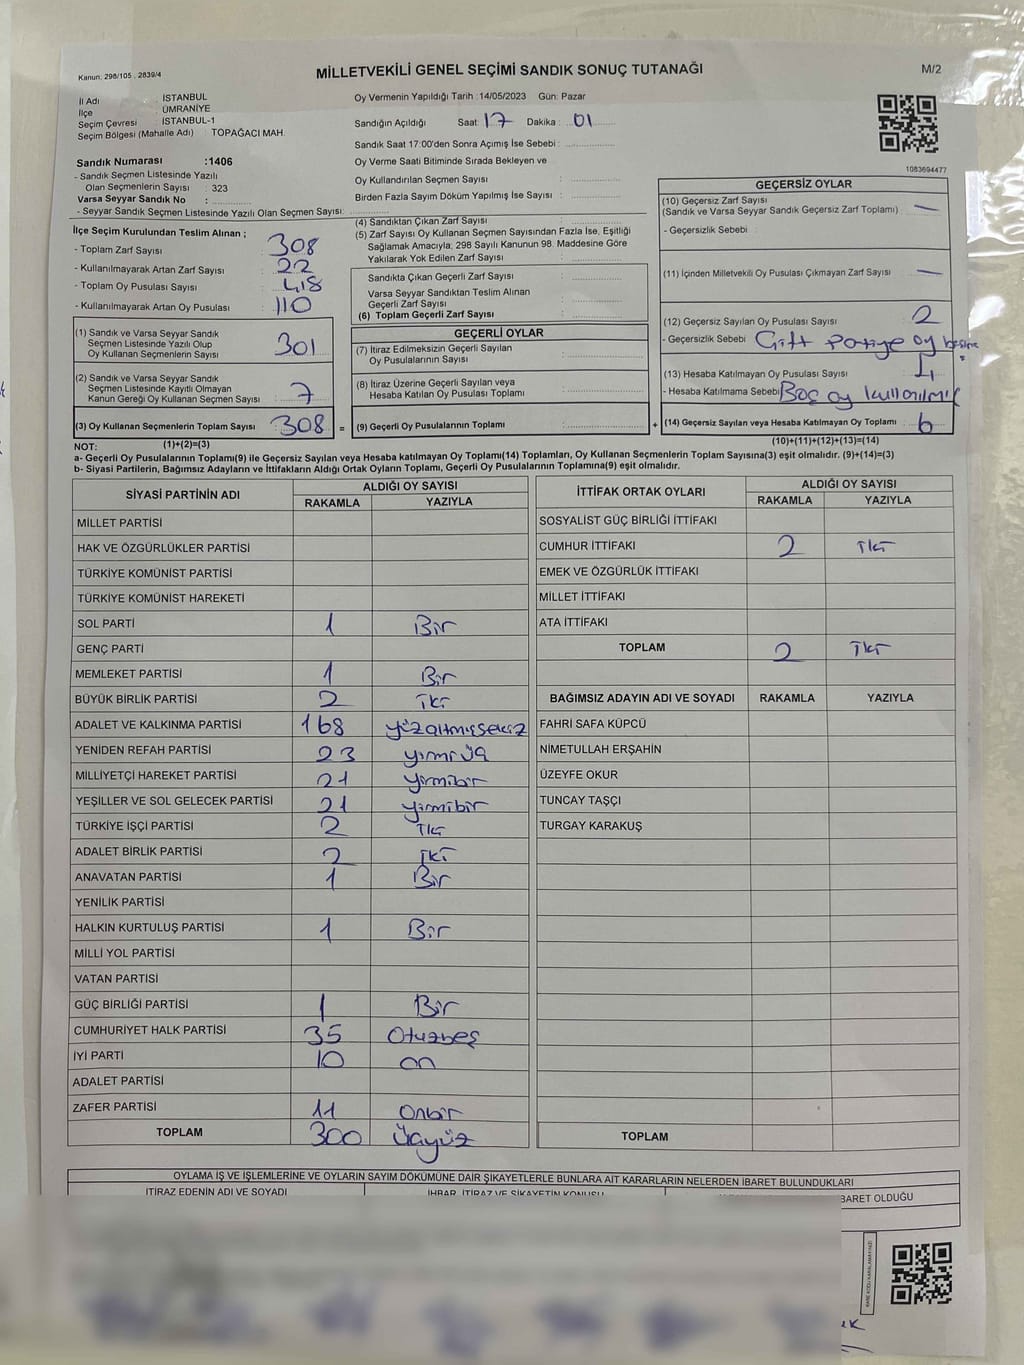 Kanun: 298/105, 2839/4
MİLLETVEKİLİ GENEL SEÇİMİ SANDIK SONUÇ TUTANAĞI
M/2
İl Adı : İSTANBUL
İlçe : ÜMRANİYE
Seçim Çevresi : İSTANBUL-1
Seçim Bölgesi (Mahalle Adı) : TOPAĞACI MAH.
Sandık Numarası :1406
- Sandık Seçmen Listesinde Yazılı
Olan Seçmenlerin Sayısı : 323
Varsa Seyyar Sandık No :
- Seyyar Sandık Seçmen Listesinde Yazılı Olan Seçmen Sayısı:
Oy Vermenin Yapıldığı Tarih :14/05/2023 Gün: Pazar
Sandığın Açıldığı Saat: 17 Dakika : 01
Sandık Saat 17:00'den Sonra Açımış İse Sebebi :
Oy Verme Saati Bitiminde Sırada Bekleyen ve
Oy Kullandırılan Seçmen Sayısı :
Birden Fazla Sayım Döküm Yapılmış İse Sayısı :
1083694477
İlçe Seçim Kurulundan Teslim Alınan ;
- Toplam Zarf Sayısı : 308
- Kullanılmayarak Artan Zarf Sayısı : 22
- Toplam Oy Pusulası Sayısı : 418
- Kullanılmayarak Artan Oy Pusulası : 110
(1) Sandık ve Varsa Seyyar Sandık
Seçmen Listesinde Yazılı Olup
Oy Kullanan Seçmenlerin Sayısı : 301
(2) Sandık ve Varsa Seyyar Sandık
Seçmen Listesinde Kayıtlı Olmayan
Kanun Gereği Oy Kullanan Seçmen Sayısı : 7
(3) Oy Kullanan Seçmenlerin Toplam Sayısı : 308 =
(4) Sandıktan Çıkan Zarf Sayısı :
(5) Zarf Sayısı Oy Kullanan Seçmen Sayısından Fazla İse, Eşitliği
Sağlamak Amacıyla; 298 Sayılı Kanunun 98. Maddesine Göre
Yakılarak Yok Edilen Zarf Sayısı :
Sandıkta Çıkan Geçerli Zarf Sayısı :
Varsa Seyyar Sandıktan Teslim Alınan
Geçerli Zarf Sayısı :
(6) Toplam Geçerli Zarf Sayısı :
GEÇERLİ OYLAR
(7) İtiraz Edilmeksizin Geçerli Sayılan
Oy Pusulasının Sayısı :
(8) İtiraz Üzerine Geçerli Sayılan veya
Hesaba Katılan Oy Pusulası Toplamı :
(9) Geçerli Oy Pusulalarının Toplamı : +
GEÇERSİZ OYLAR
(10) Geçersiz Zarf Sayısı
(Sandık ve Varsa Seyyar Sandık Geçersiz Zarf Toplamı) : —
- Geçersizlik Sebebi :
(11) İçinden Milletvekili Oy Pusulası Çıkmayan Zarf Sayısı : —
(12) Geçersiz Sayılan Oy Pusulası Sayısı : 2
- Geçersizlik Sebebi : Çift Partiye oy
(13) Hesaba Katılmayan Oy Pusulası Sayısı : 4
- Hesaba Katılmama Sebebi: Boş oy kullanılmış
(14) Geçersiz Sayılan veya Hesaba Katılmayan Oy Toplamı : 6
NOT: (1)+(2)=(3)
(10)+(11)+(12)+(13)=(14)
a- Geçerli Oy Pusulalarının Toplamı(9) ile Geçersiz Sayılan veya Hesaba katılmayan Oy Toplamı(14) Toplamları, Oy Kullanan Seçmenlerin Toplam Sayısına(3) eşit olmalıdır. (9)+(14)=(3)
b- Siyasi Partilerin, Bağımsız Adayların ve İttifakların Aldığı Ortak Oyların Toplamı, Geçerli Oy Pusulalarının Toplamına(9) eşit olmalıdır.
SİYASİ PARTİNİN ADI
ALDIĞI OY SAYISI
RAKAMLA YAZIYLA
MİLLET PARTİSİ
HAK VE ÖZGÜRLÜKLER PARTİSİ
TÜRKİYE KOMÜNİST PARTİSİ
TÜRKİYE KOMÜNİST HAREKETİ
SOL PARTİ 1 Bir
GENÇ PARTİ
MEMLEKET PARTİSİ 1 Bir
BÜYÜK BİRLİK PARTİSİ 2 iki
ADALET VE KALKINMA PARTİSİ 168 yüzaltmışsekiz
YENİDEN REFAH PARTİSİ 23 yirmiüç
MİLLİYETÇİ HAREKET PARTİSİ 21 yirmibir
YEŞİLLER VE SOL GELECEK PARTİSİ 21 yirmibir
TÜRKİYE İŞÇİ PARTİSİ 2 İki
ADALET BİRLİK PARTİSİ 2 İki
ANAVATAN PARTİSİ 1 Bir
YENİLİK PARTİSİ
HALKIN KURTULUŞ PARTİSİ 1 Bir
MİLLİ YOL PARTİSİ
VATAN PARTİSİ
GÜÇ BİRLİĞİ PARTİSİ 1 Bir
CUMHURİYET HALK PARTİSİ 35 Otuzbeş
İYİ PARTİ 10 on
ADALET PARTİSİ
ZAFER PARTİSİ 11 Onbir
TOPLAM 300 Üçyüz
İTTİFAK ORTAK OYLARI
ALDIĞI OY SAYISI
RAKAMLA YAZIYLA
SOSYALİST GÜÇ BİRLİĞİ İTTİFAKI
CUMHUR İTTİFAKI 2 İki
EMEK VE ÖZGÜRLÜK İTTİFAKI
MİLLET İTTİFAKI
ATA İTTİFAKI
TOPLAM 2 İki
BAĞIMSIZ ADAYIN ADI VE SOYADI RAKAMLA YAZIYLA
FAHRİ SAFA KÜPCÜ
NİMETULLAH ERŞAHİN
ÜZEYFE OKUR
TUNCAY TAŞÇI
TURGAY KARAKUŞ
TOPLAM
OYLAMA İŞ VE İŞLEMLERİNE VE OYLARIN SAYIM DÖKÜMÜNE DAİR ŞİKAYETLERLE BUNLARA AİT KARARLARIN NELERDEN İBARET BULUNDUKLARI
İTİRAZ EDENİN ADI VE SOYADI
İHBAR, İTİRAZ VE ŞİKAYETİN KONUSU
BARET OLDUĞU